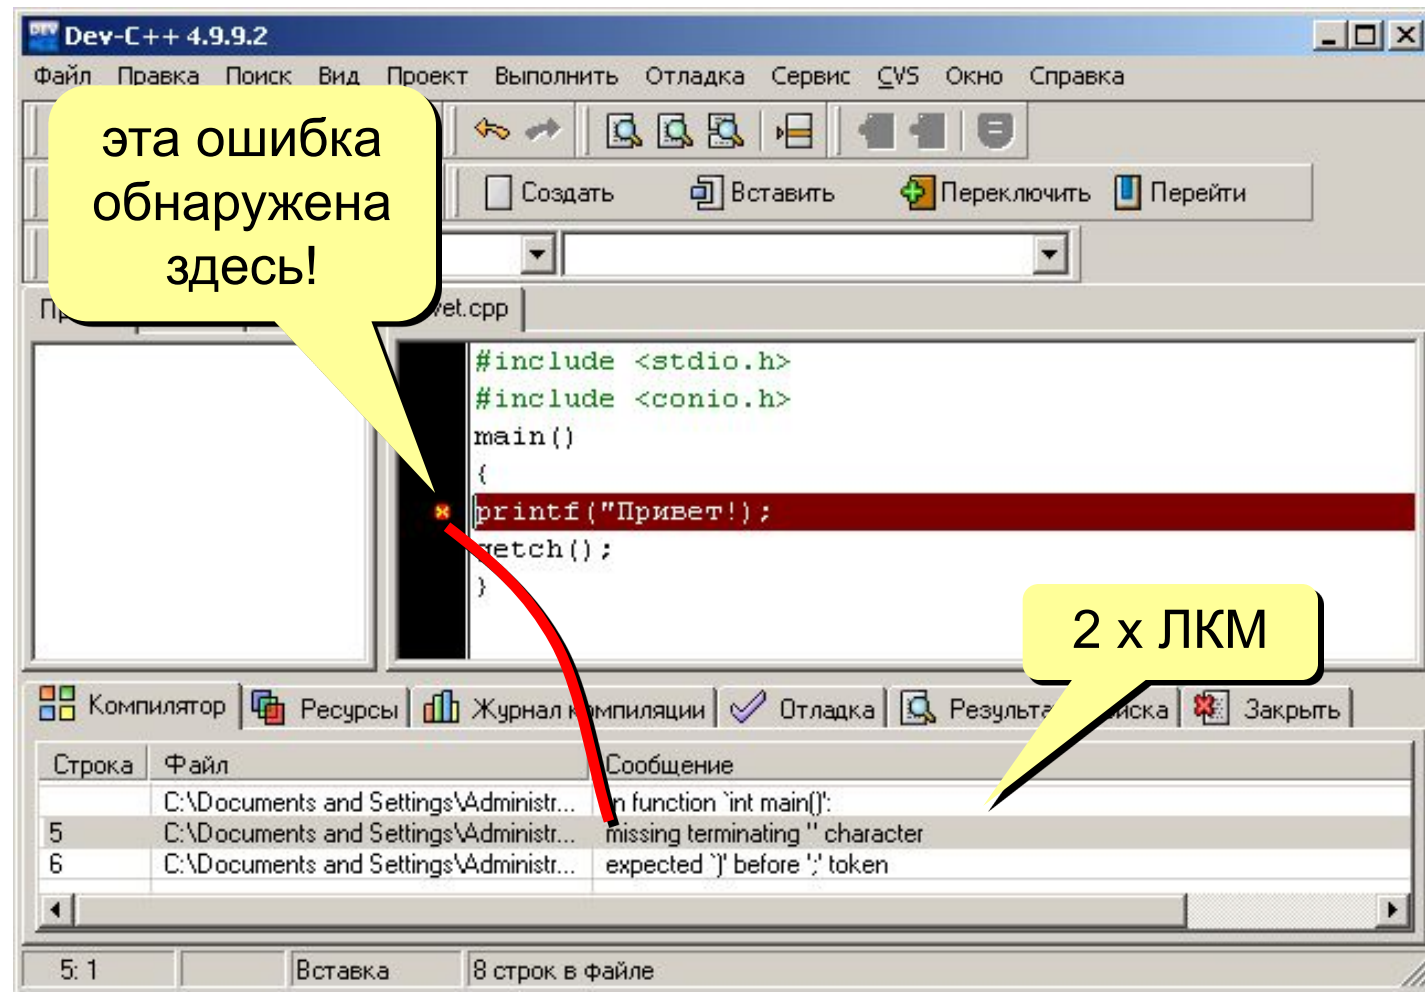 Dev-C++ 4.9.9.2
Файл Правка Поиск Вид Проект Выполнить Отладка Сервис CVS Окно Справка
эта ошибка
обнаружена
здесь!
Создать Вставить Переключить Перейти
vet.cpp
#include <stdio.h>
#include <conio.h>
main()
{
printf("Привет!);
getch();
}
2 x ЛКМ
Компилятор Ресурсы Журнал компиляции Отладка Закрыть
Строка Файл Сообщение
C:\Documents and Settings\Administr... In function `int main()':
5 C:\Documents and Settings\Administr... missing terminating " character
6 C:\Documents and Settings\Administr... expected `)' before ';' token
5: 1 Вставка 8 строк в файле